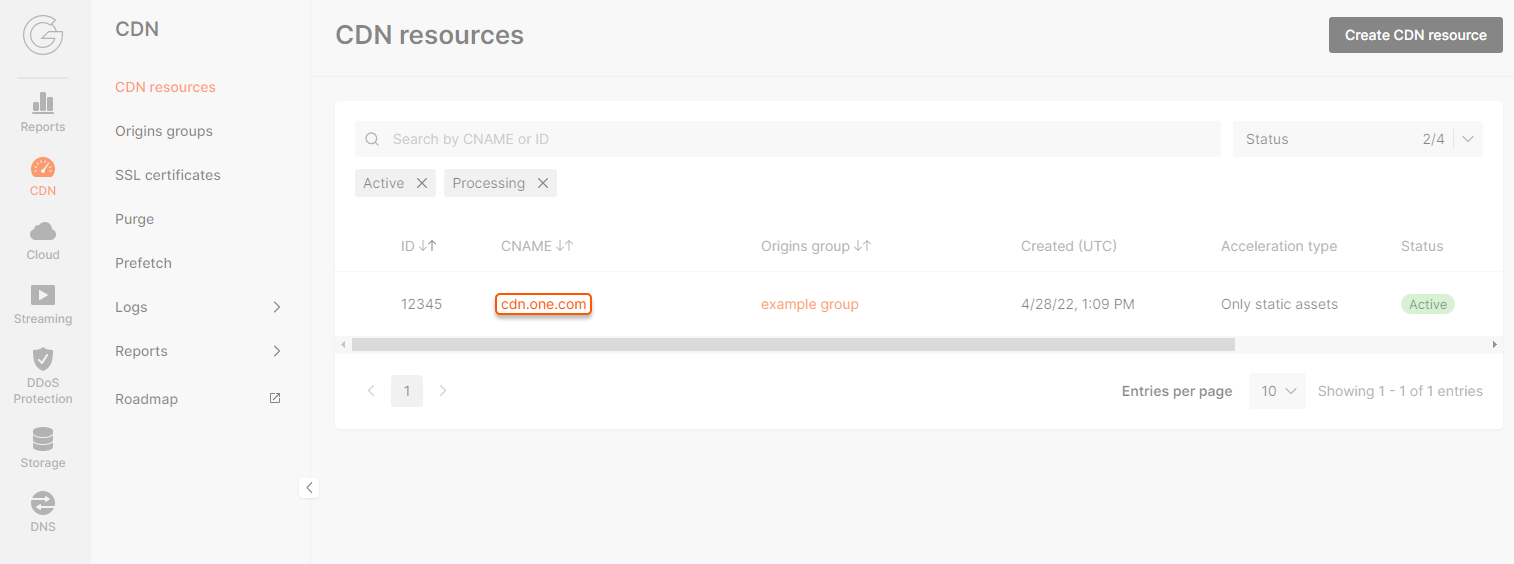 Reports
CDN
Cloud
Streaming
DDoS
Protection
Storage
DNS
CDN
CDN resources
Origins groups
SSL certificates
Purge
Prefetch
Logs
Reports
Roadmap
CDN resources
Create CDN resource
Search by CNAME or ID
Status 2/4
Active Processing
ID CNAME Origins group Created (UTC) Acceleration type Status
12345 cdn.one.com example group 4/28/22, 1:09 PM Only static assets Active
1 Entries per page 10 Showing 1 - 1 of 1 entries